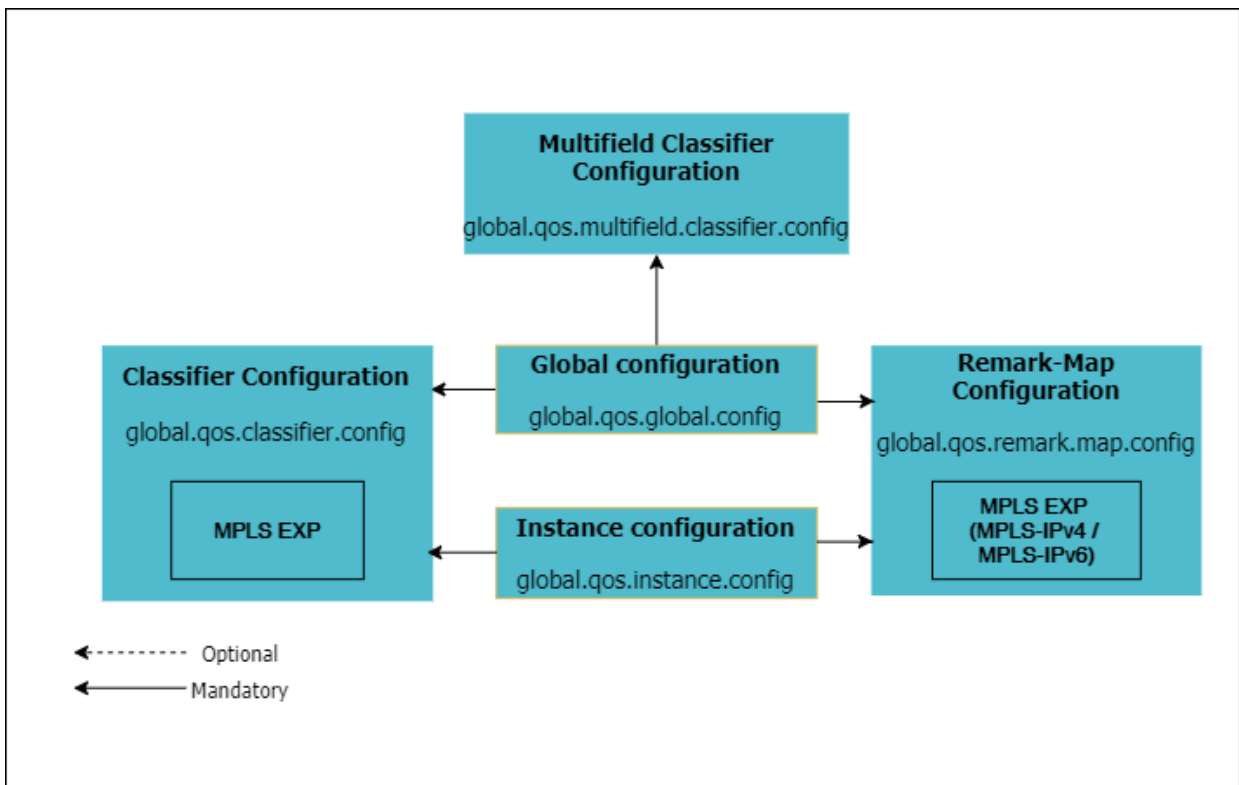 Multifield Classifier
Configuration
global.qos.multifield.classifier.config
Classifier Configuration
global.qos.classifier.config
MPLS EXP
Global configuration
global.qos.global.config
Instance configuration
global.qos.instance.config
Remark-Map
Configuration
global.qos.remark.map.config
MPLS EXP
(MPLS-IPv4 /
MPLS-IPv6)
Optional
Mandatory